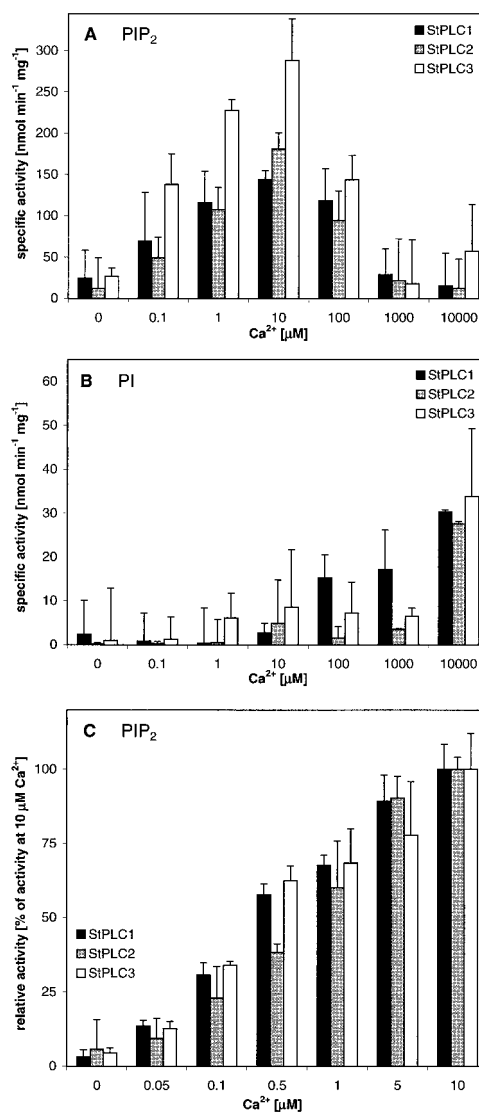 A PIP₂
StPLC1
StPLC2
StPLC3
specific activity [nmol min⁻¹ mg⁻¹]
300
250
200
150
100
50
0
0 0.1 1 10 100 1000 10000
Ca²⁺ [µM]
B PI
StPLC1
StPLC2
StPLC3
specific activity [nmol min⁻¹ mg⁻¹]
60
50
40
30
20
10
0
0 0.1 1 10 100 1000 10000
Ca²⁺ [µM]
C PIP₂
relative activity [% of activity at 10 µM Ca²⁺]
100
75
50
25
0
StPLC1
StPLC2
StPLC3
0 0.05 0.1 0.5 1 5 10
Ca²⁺ [µM]